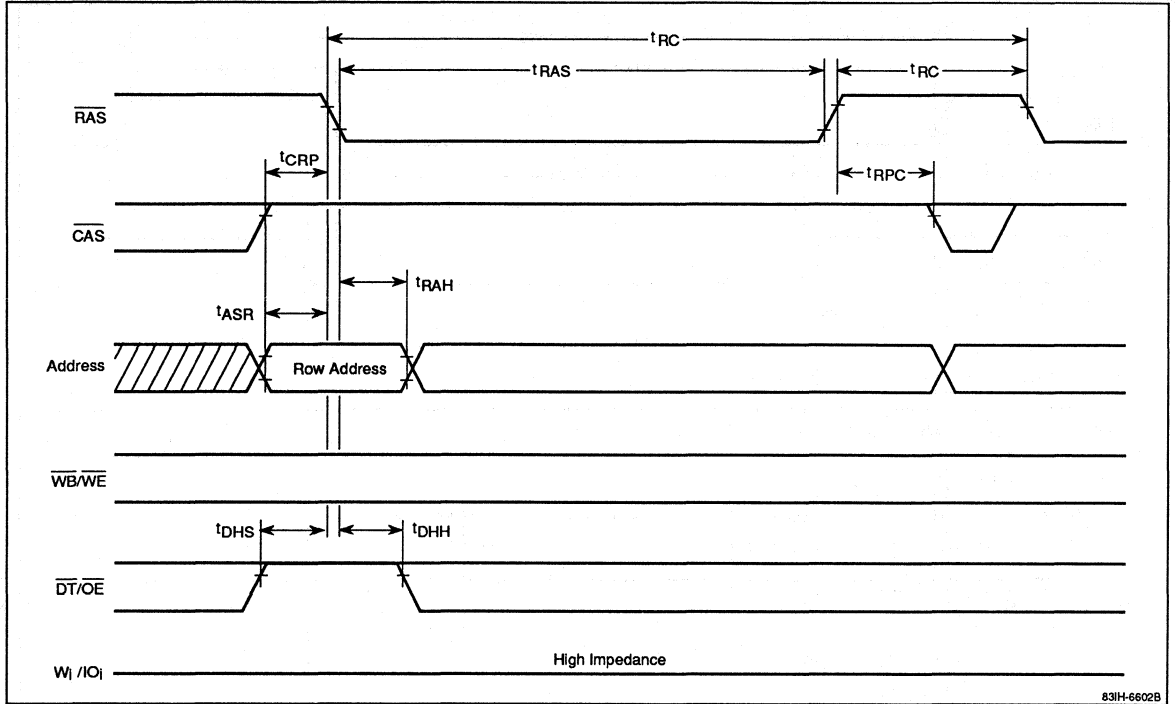 tRC
tRAS
tRC
RAS
tCRP
tRPC
CAS
tRAH
tASR
Address
Row Address
WB/WE
tDHS
tDHH
DT/OE
High Impedance
Wi /IOi
83IH-6602B